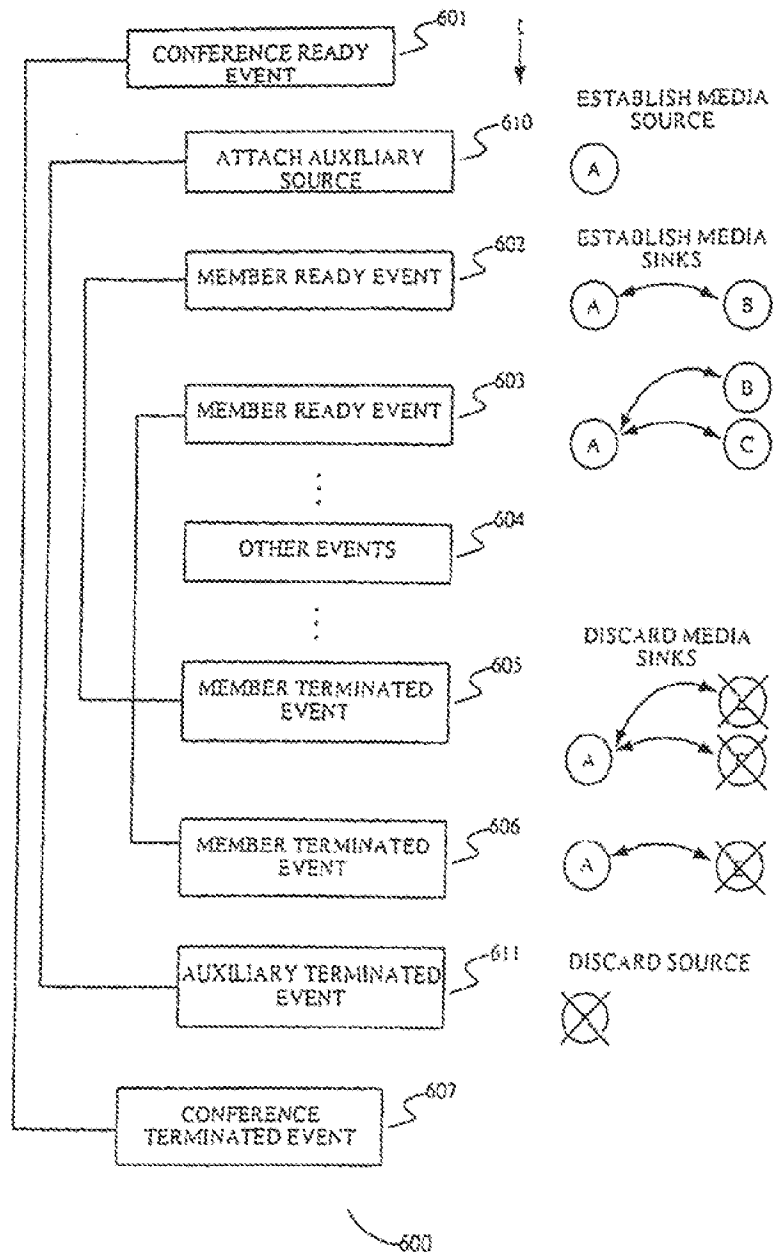 601
CONFERENCE READY
EVENT
t
ESTABLISH MEDIA
SOURCE
610
ATTACH AUXILIARY
SOURCE
A
602
ESTABLISH MEDIA
SINKS
MEMBER READY EVENT
A
B
603
MEMBER READY EVENT
B
A
C
604
OTHER EVENTS
DISCARD MEDIA
SINKS
605
MEMBER TERMINATED
EVENT
A
606
MEMBER TERMINATED
EVENT
A
611
DISCARD SOURCE
AUXILIARY TERMINATED
EVENT
607
CONFERENCE
TERMINATED EVENT
600